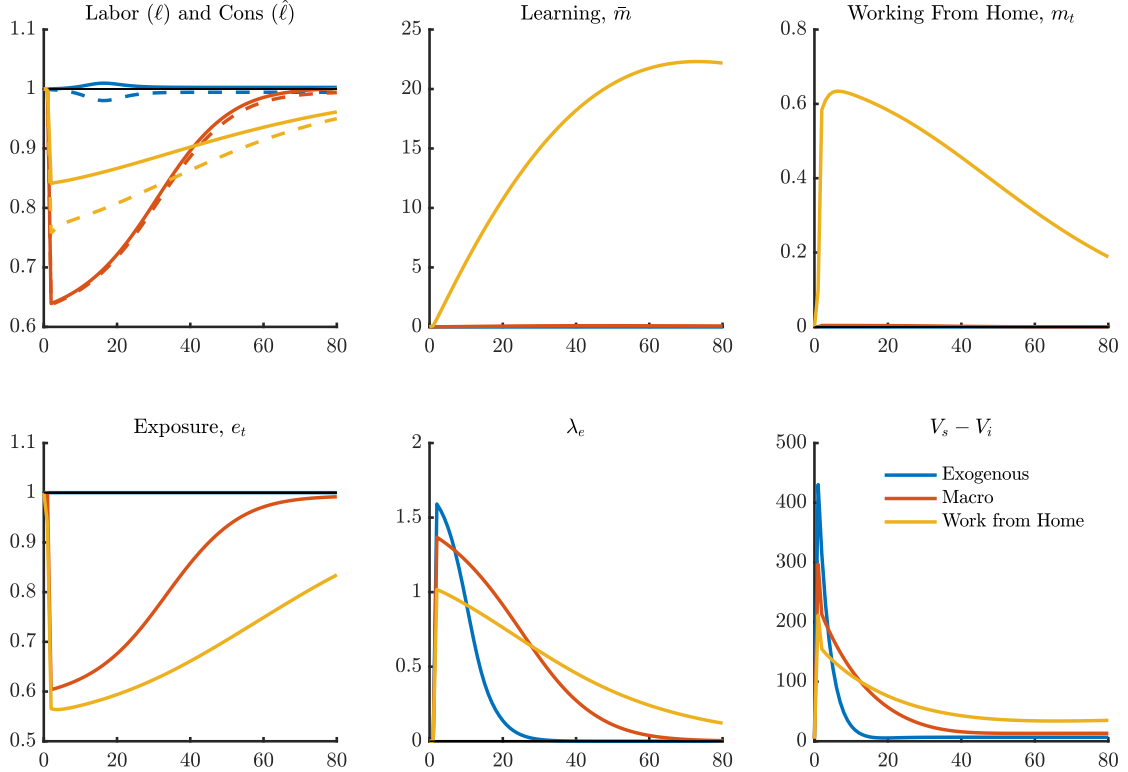 Labor (ℓ) and Cons (ℓ̂)
1.1
1
0.9
0.8
0.7
0.6
0 20 40 60 80
Learning, m̄
25
20
15
10
5
0
0 20 40 60 80
Working From Home, mₜ
0.8
0.6
0.4
0.2
0
0 20 40 60 80
Exposure, eₜ
1.1
1
0.9
0.8
0.7
0.6
0.5
0 20 40 60 80
λₑ
2
1.5
1
0.5
0
0 20 40 60 80
Vₛ − Vᵢ
500
400
300
200
100
0
0 20 40 60 80
Exogenous
Macro
Work from Home